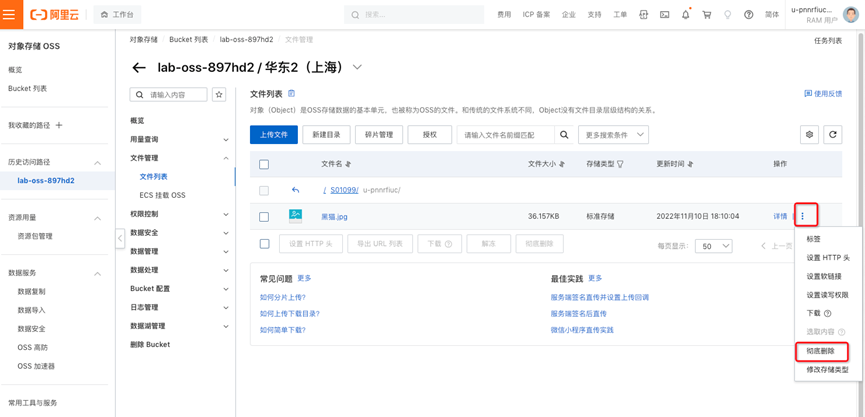 阿里云
工作台
搜索...
费用
ICP 备案
企业
支持
工单
简体
u-pnnrfiuc...
RAM 用户
对象存储 OSS
概览
Bucket 列表
我收藏的路径
历史访问路径
lab-oss-897hd2
资源用量
资源包管理
数据服务
数据复制
数据导入
数据安全
OSS 高防
OSS 加速器
常用工具与服务
对象存储 / Bucket 列表 / lab-oss-897hd2 / 文件管理
任务列表
lab-oss-897hd2 / 华东2（上海）
请输入内容
概览
用量查询
文件管理
文件列表
ECS 挂载 OSS
权限控制
数据安全
数据管理
数据处理
Bucket 配置
日志管理
数据湖管理
删除 Bucket
文件列表
使用反馈
对象（Object）是OSS存储数据的基本单元，也被称为OSS的文件。和传统的文件系统不同，Object没有文件目录层级结构的关系。
上传文件
新建目录
碎片管理
授权
请输入文件名前缀匹配
更多搜索条件
文件名
文件大小
存储类型
更新时间
操作
/ S01099/ u-pnnrfiuc/
黑猫.jpg
36.157KB
标准存储
2022年11月10日 18:10:04
详情
设置 HTTP 头
导出 URL 列表
下载
解冻
彻底删除
每页显示：
50
上一页
标签
设置 HTTP 头
设置软链接
设置读写权限
下载
选取内容
彻底删除
修改存储类型
常见问题 更多
如何分片上传?
如何上传下载目录?
如何简单下载?
最佳实践 更多
服务端签名直传并设置上传回调
服务端签名后直传
微信小程序直传实践